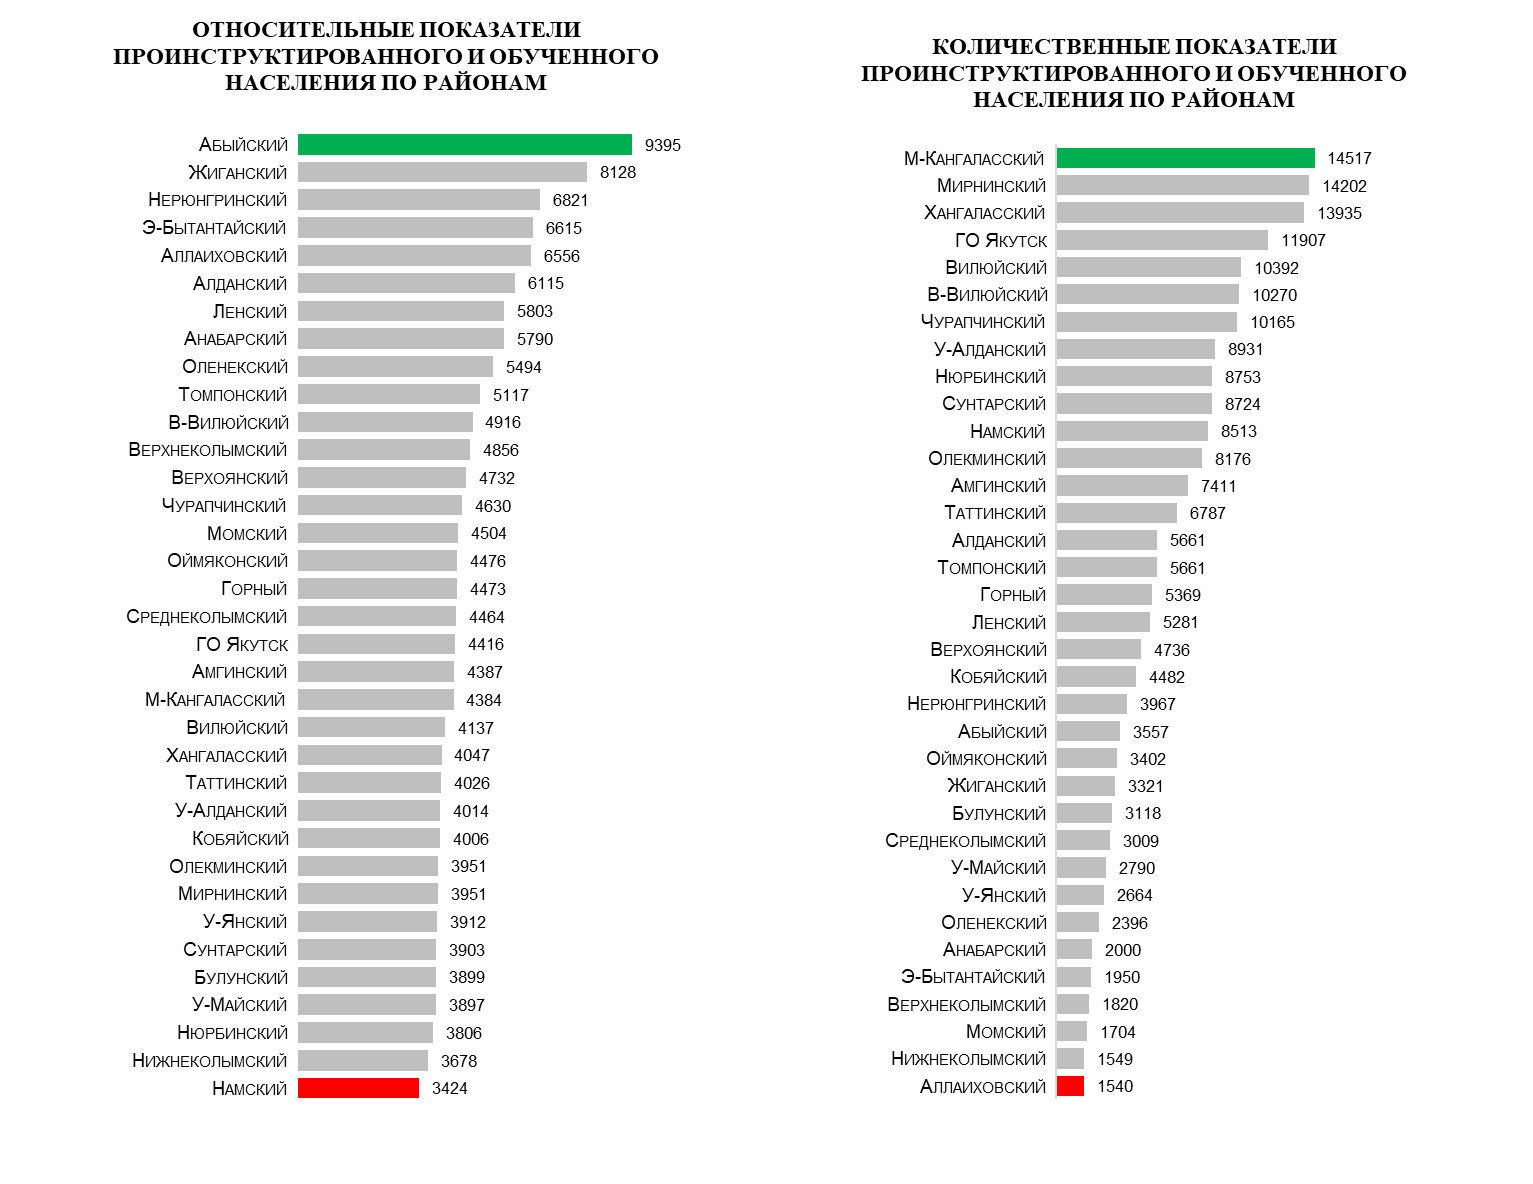 ОТНОСИТЕЛЬНЫЕ ПОКАЗАТЕЛИ
ПРОИНСТРУКТИРОВАННОГО И ОБУЧЕННОГО
НАСЕЛЕНИЯ ПО РАЙОНАМ
АБЫЙСКИЙ 9395
ЖИГАНСКИЙ 8128
НЕРЮНГРИНСКИЙ 6821
Э-БЫТАНТАЙСКИЙ 6615
АЛЛАИХОВСКИЙ 6556
АЛДАНСКИЙ 6115
ЛЕНСКИЙ 5803
АНАБАРСКИЙ 5790
ОЛЕНЕКСКИЙ 5494
ТОМПОНСКИЙ 5117
В-ВИЛЮЙСКИЙ 4916
ВЕРХНЕКОЛЫМСКИЙ 4856
ВЕРХОЯНСКИЙ 4732
ЧУРАПЧИНСКИЙ 4630
МОМСКИЙ 4504
ОЙМЯКОНСКИЙ 4476
ГОРНЫЙ 4473
СРЕДНЕКОЛЫМСКИЙ 4464
ГО ЯКУТСК 4416
АМГИНСКИЙ 4387
М-КАНГАЛАССКИЙ 4384
ВИЛЮЙСКИЙ 4137
ХАНГАЛАССКИЙ 4047
ТАТТИНСКИЙ 4026
У-АЛДАНСКИЙ 4014
КОБЯЙСКИЙ 4006
ОЛЕКМИНСКИЙ 3951
МИРНИНСКИЙ 3951
У-ЯНСКИЙ 3912
СУНТАРСКИЙ 3903
БУЛУНСКИЙ 3899
У-МАЙСКИЙ 3897
НЮРБИНСКИЙ 3806
НИЖНЕКОЛЫМСКИЙ 3678
НАМСКИЙ 3424
КОЛИЧЕСТВЕННЫЕ ПОКАЗАТЕЛИ
ПРОИНСТРУКТИРОВАННОГО И ОБУЧЕННОГО
НАСЕЛЕНИЯ ПО РАЙОНАМ
М-КАНГАЛАССКИЙ 14517
МИРНИНСКИЙ 14202
ХАНГАЛАССКИЙ 13935
ГО ЯКУТСК 11907
ВИЛЮЙСКИЙ 10392
В-ВИЛЮЙСКИЙ 10270
ЧУРАПЧИНСКИЙ 10165
У-АЛДАНСКИЙ 8931
НЮРБИНСКИЙ 8753
СУНТАРСКИЙ 8724
НАМСКИЙ 8513
ОЛЕКМИНСКИЙ 8176
АМГИНСКИЙ 7411
ТАТТИНСКИЙ 6787
АЛДАНСКИЙ 5661
ТОМПОНСКИЙ 5661
ГОРНЫЙ 5369
ЛЕНСКИЙ 5281
ВЕРХОЯНСКИЙ 4736
КОБЯЙСКИЙ 4482
НЕРЮНГРИНСКИЙ 3967
АБЫЙСКИЙ 3557
ОЙМЯКОНСКИЙ 3402
ЖИГАНСКИЙ 3321
БУЛУНСКИЙ 3118
СРЕДНЕКОЛЫМСКИЙ 3009
У-МАЙСКИЙ 2790
У-ЯНСКИЙ 2664
ОЛЕНЕКСКИЙ 2396
АНАБАРСКИЙ 2000
Э-БЫТАНТАЙСКИЙ 1950
ВЕРХНЕКОЛЫМСКИЙ 1820
МОМСКИЙ 1704
НИЖНЕКОЛЫМСКИЙ 1549
АЛЛАИХОВСКИЙ 1540